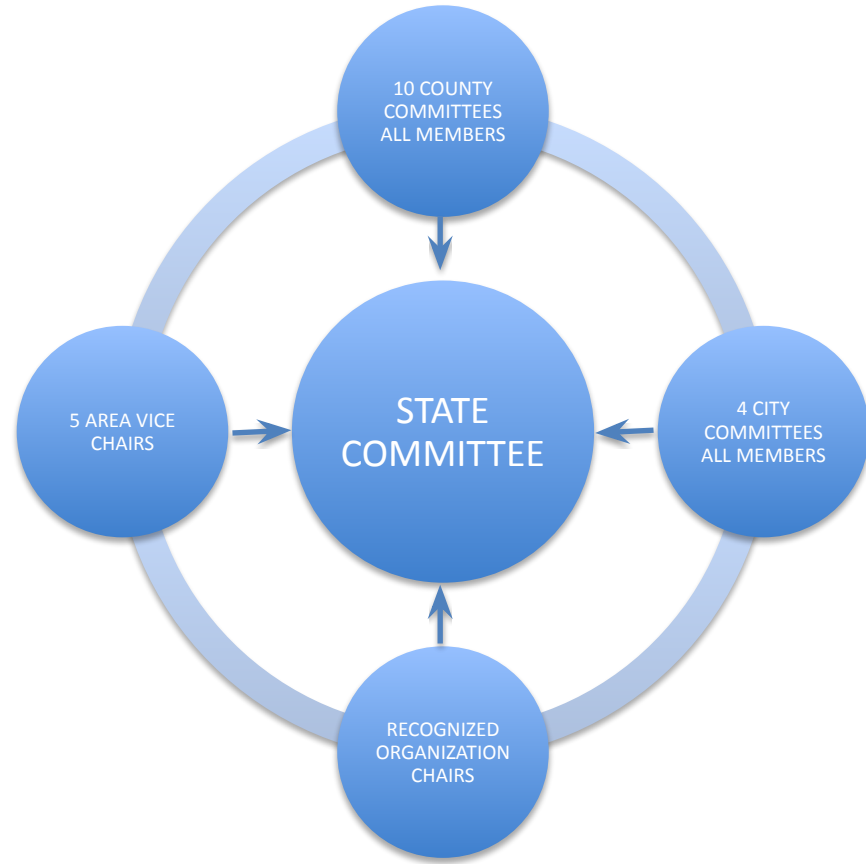 10 COUNTY
COMMITTEES
ALL MEMBERS
5 AREA VICE
CHAIRS
STATE
COMMITTEE
4 CITY
COMMITTEES
ALL MEMBERS
RECOGNIZED
ORGANIZATION
CHAIRS